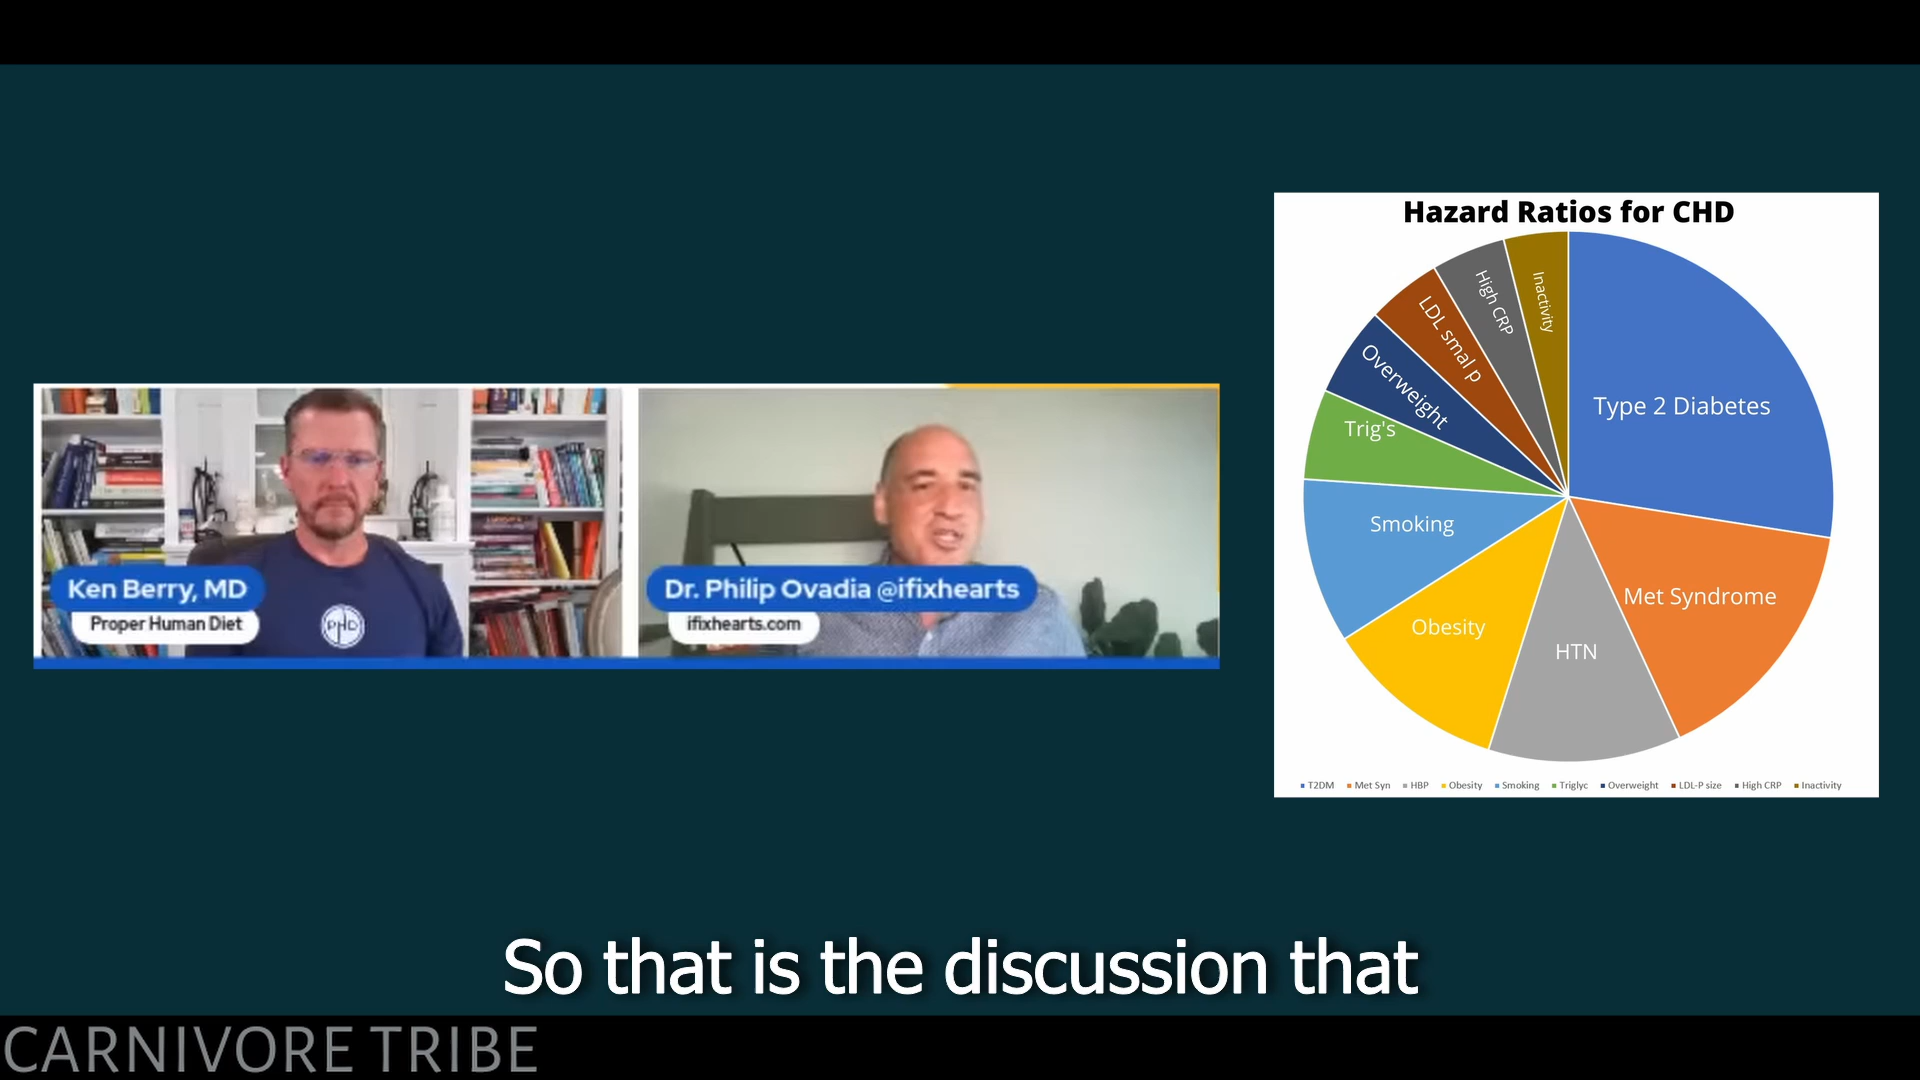 Hazard Ratios for CHD
Inactivity
High CRP
LDL smal p
Overweight
Trig's
Type 2 Diabetes
Smoking
Met Syndrome
Obesity
HTN
T2DM Met Syn HBP Obesity Smoking Triglyc Overweight LDL-P size High CRP Inactivity
Ken Berry, MD
Proper Human Diet
PHD
Dr. Philip Ovadia @ifixhearts
ifixhearts.com
So that is the discussion that
CARNIVORE TRIBE